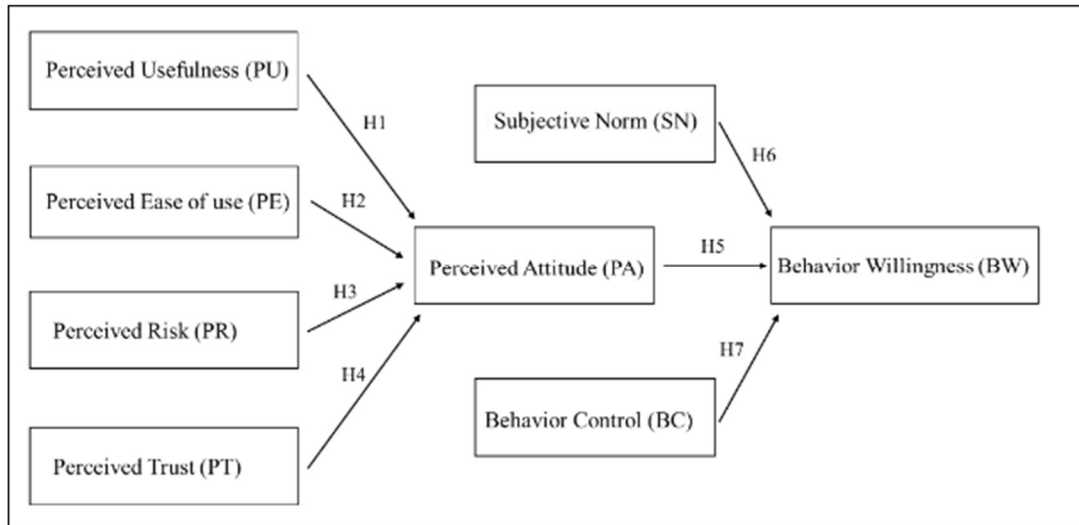 Perceived Usefulness (PU)
H1
Subjective Norm (SN)
H6
Perceived Ease of use (PE)
H2
Perceived Attitude (PA)
H5
Behavior Willingness (BW)
H3
Perceived Risk (PR)
H4
H7
Behavior Control (BC)
Perceived Trust (PT)